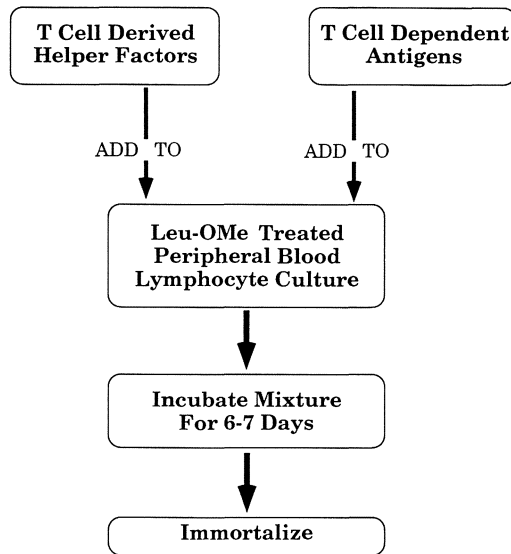 T Cell Derived
Helper Factors
T Cell Dependent
Antigens
ADD TO
ADD TO
Leu-OMe Treated
Peripheral Blood
Lymphocyte Culture
Incubate Mixture
For 6-7 Days
Immortalize